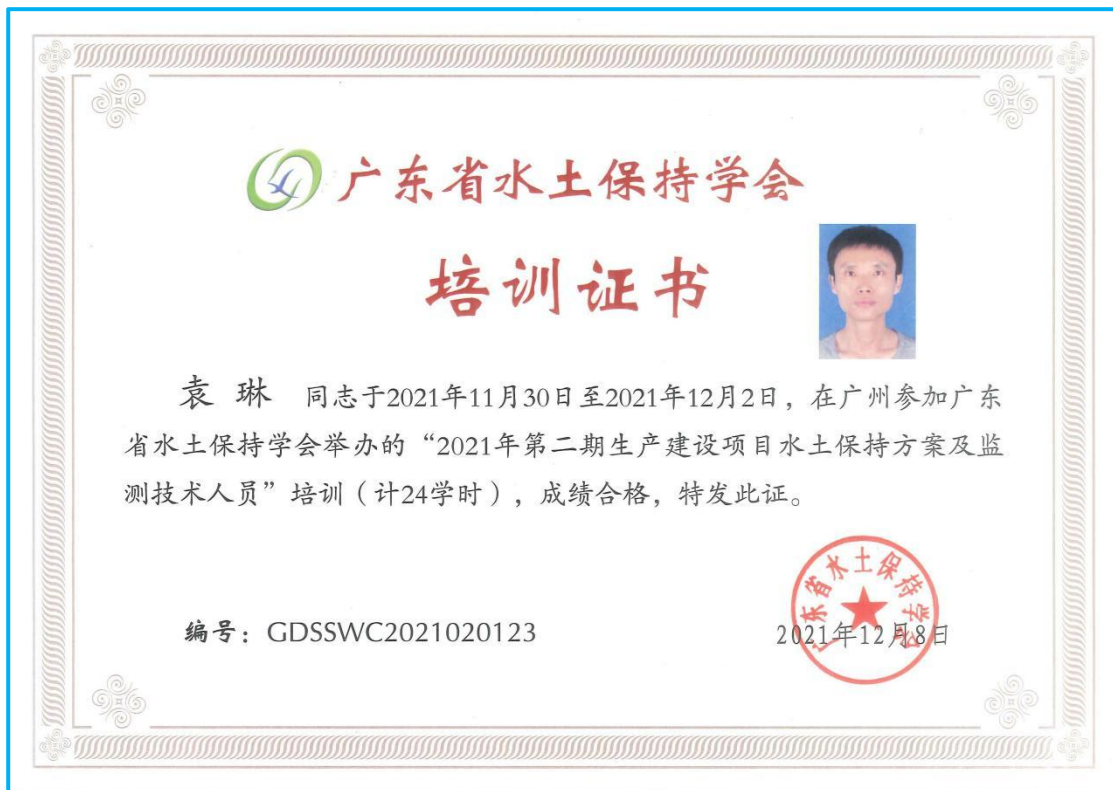 广东省水土保持学会
培训证书
袁琳 同志于2021年11月30日至2021年12月2日，在广州参加广东
省水土保持学会举办的“2021年第二期生产建设项目水土保持方案及监
测技术人员”培训（计24学时），成绩合格，特发此证。
广东省水土保持学会
编号：GDSSWC2021020123
2021年12月8日